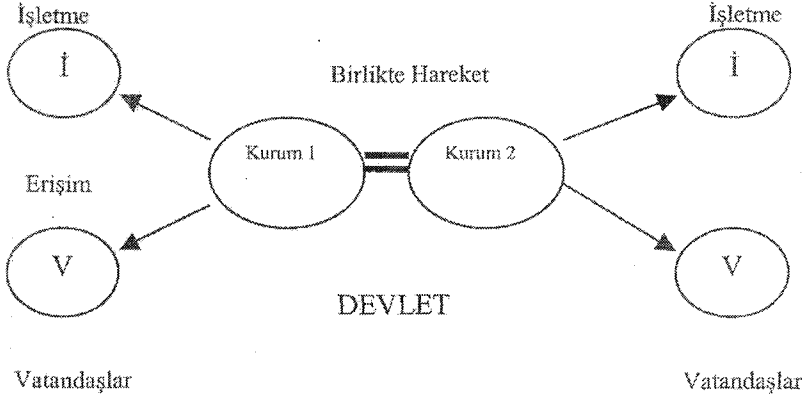 İşletme
İşletme
İ
İ
Birlikte Hareket
Kurum 1
Kurum 2
Erişim
V
V
DEVLET
Vatandaşlar
Vatandaşlar